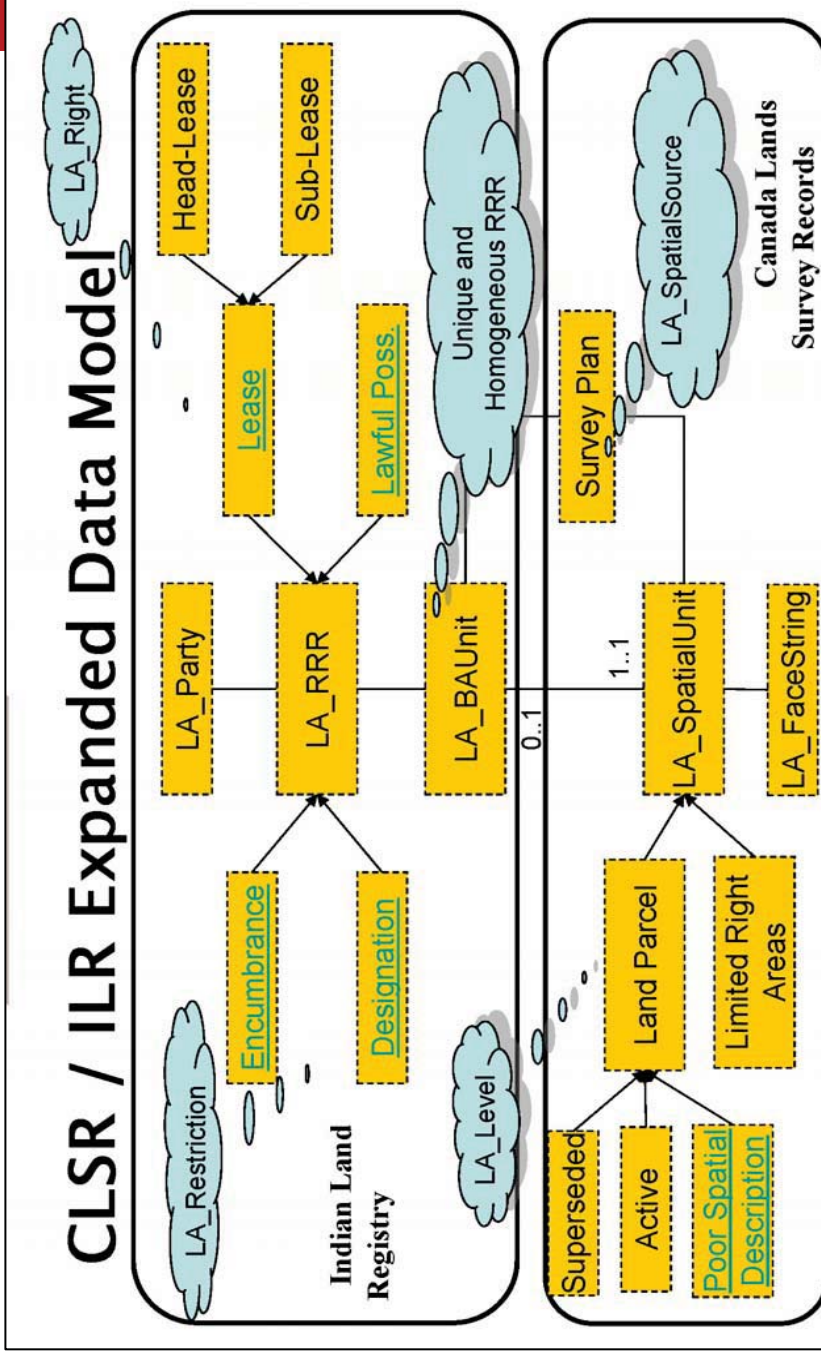 CLSR / ILR Expanded Data Model
LA_Right
LA_Restriction
LA_Party
Head-Lease
Encumbrance
Lease
LA_RRR
Sub-Lease
Designation
Lawful Poss.
Indian Land
Registry
LA_BAUnit
Unique and
Homogeneous RRR
LA_Level
0..1
1..1
Survey Plan
LA_SpatialSource
Superseded
Land Parcel
LA_SpatialUnit
Active
Canada Lands
Survey Records
Poor Spatial
Description
Limited Right
Areas
LA_FaceString